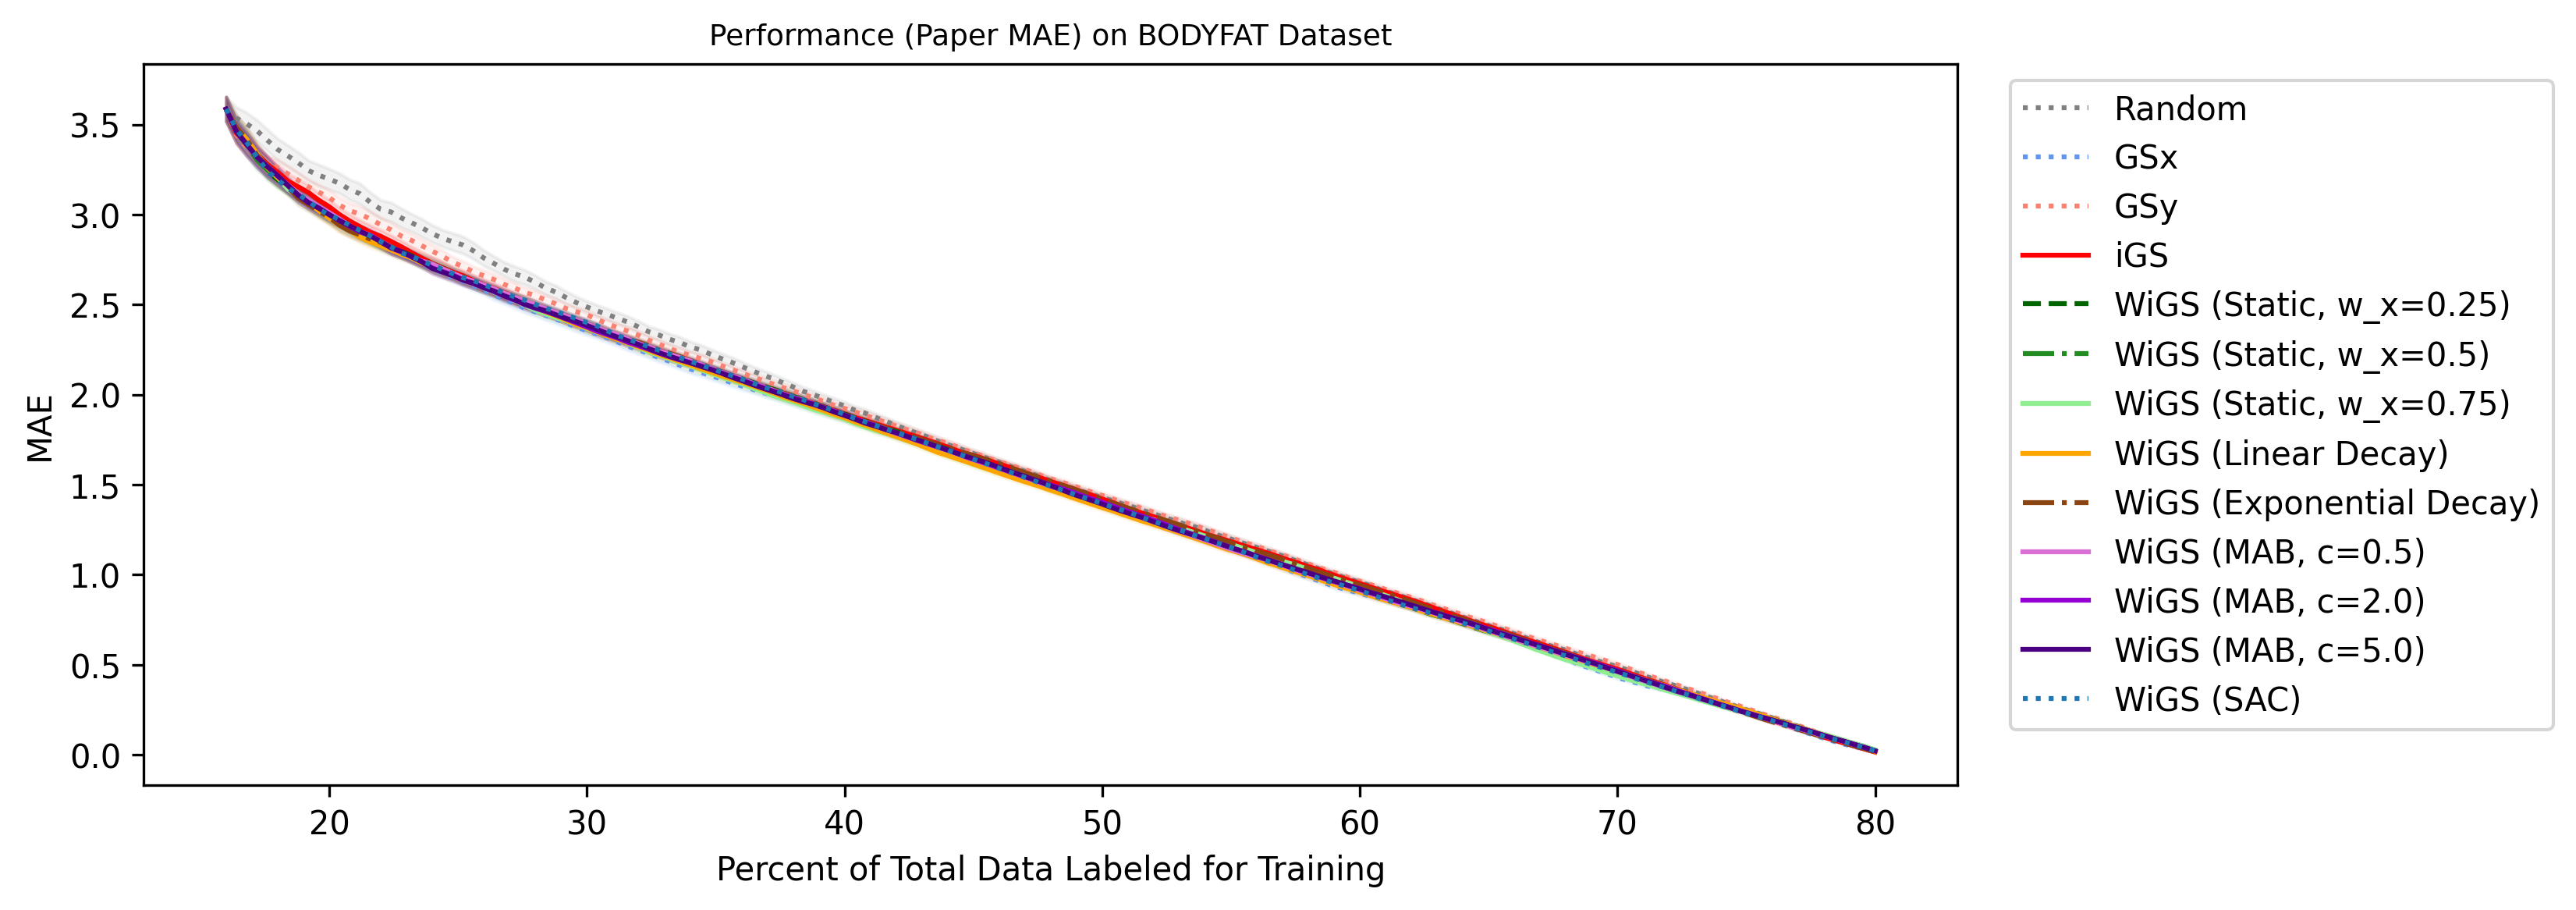 Performance (Paper MAE) on BODYFAT Dataset
MAE
3.5
3.0
2.5
2.0
1.5
1.0
0.5
0.0
20 30 40 50 60 70 80
Percent of Total Data Labeled for Training
Random
GSx
GSy
iGS
WiGS (Static, w_x=0.25)
WiGS (Static, w_x=0.5)
WiGS (Static, w_x=0.75)
WiGS (Linear Decay)
WiGS (Exponential Decay)
WiGS (MAB, c=0.5)
WiGS (MAB, c=2.0)
WiGS (MAB, c=5.0)
WiGS (SAC)